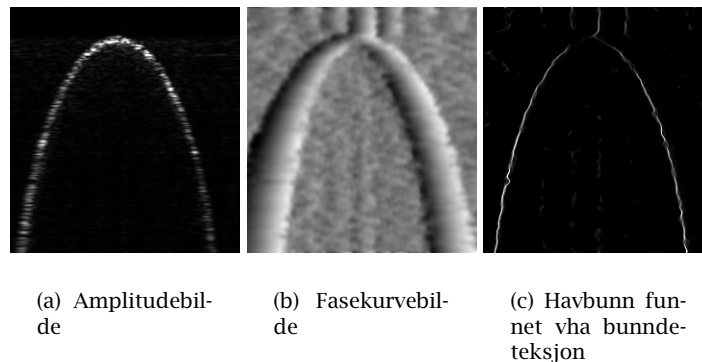 (a) Amplitudebil-
de
(b) Fasekurvebil-
de
(c) Havbunn fun-
net vha bunnde-
teksjon